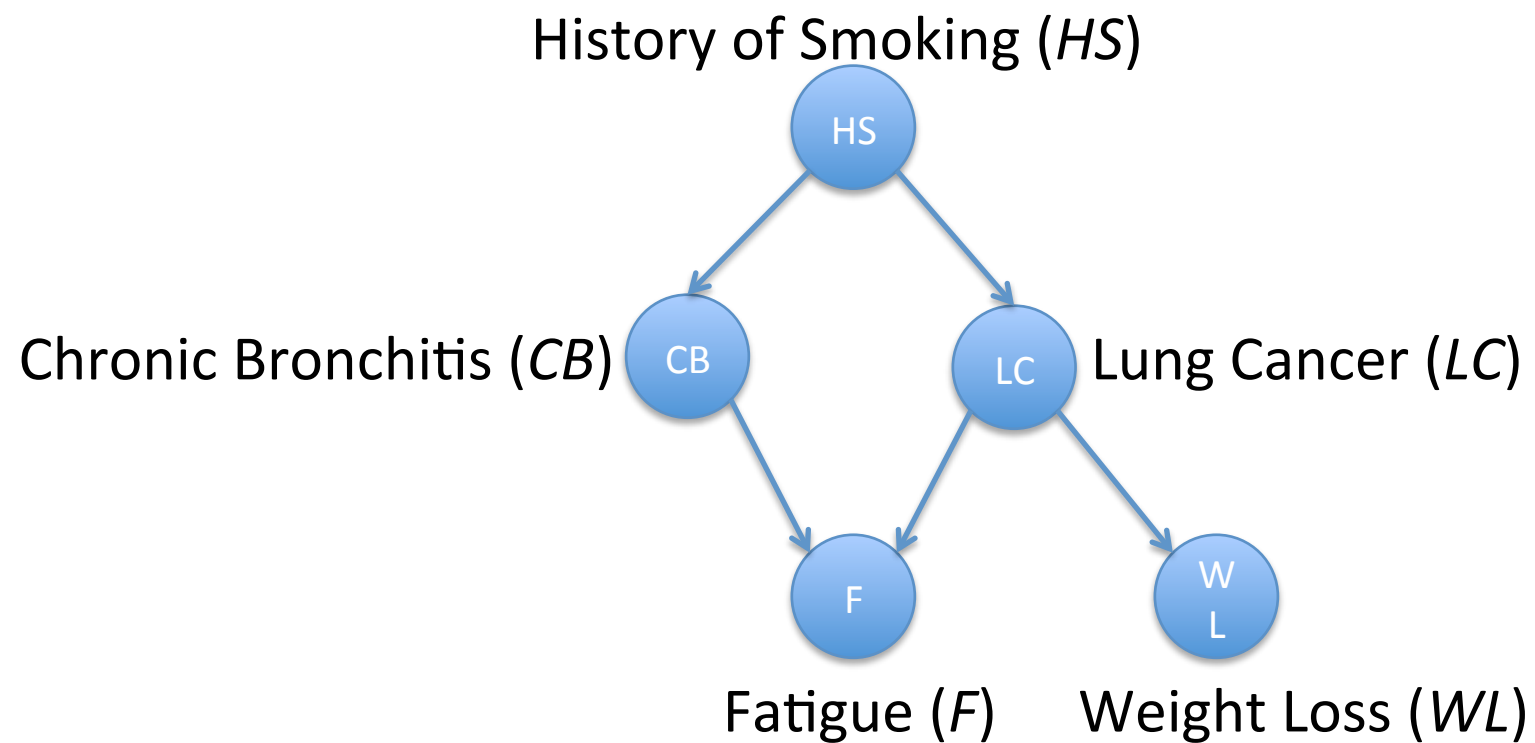 History of Smoking (HS)
HS
Chronic Bronchitis (CB)
CB
LC
Lung Cancer (LC)
F
W
L
Fatigue (F)
Weight Loss (WL)